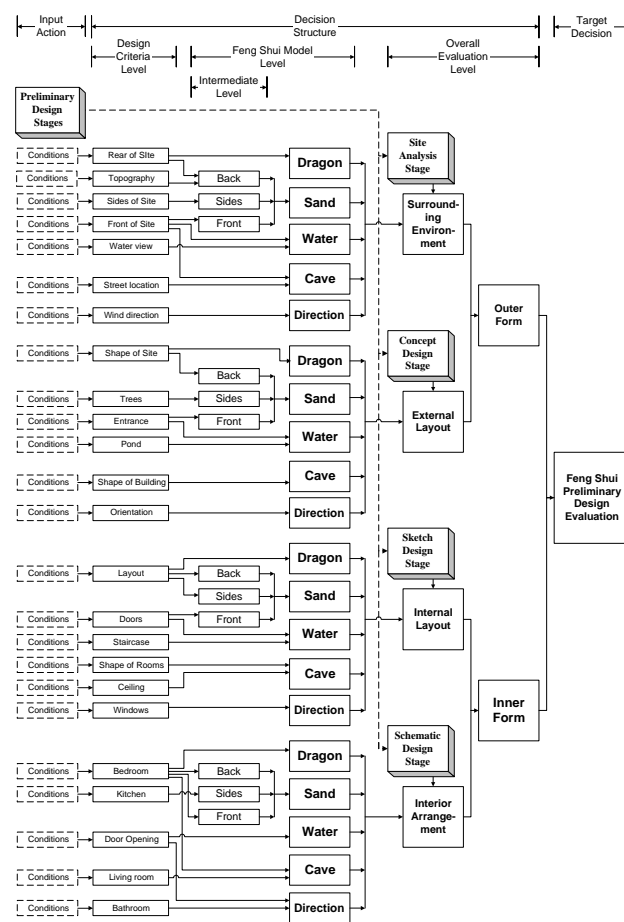 Input Action
Decision Structure
Target Decision
Design Criteria Level
Feng Shui Model Level
Overall Evaluation Level
Intermediate Level
Preliminary Design Stages
Conditions
Rear of SIte
Dragon
Site Analysis Stage
Conditions
Topography
Back
Conditions
Sides of Site
Sides
Sand
Surrounding Environment
Conditions
Front of Site
Front
Conditions
Water view
Water
Conditions
Street location
Cave
Conditions
Wind direction
Direction
Outer Form
Conditions
Shape of Site
Dragon
Concept Design Stage
Back
Conditions
Trees
Sides
Sand
Conditions
Entrance
Front
External Layout
Conditions
Pond
Water
Conditions
Shape of Building
Cave
Feng Shui Preliminary Design Evaluation
Conditions
Orientation
Direction
Dragon
Sketch Design Stage
Conditions
Layout
Back
Sides
Sand
Internal Layout
Conditions
Doors
Front
Conditions
Staircase
Water
Conditions
Shape of Rooms
Cave
Conditions
Ceiling
Inner Form
Conditions
Windows
Direction
Dragon
Schematic Design Stage
Conditions
Bedroom
Back
Conditions
Kitchen
Sides
Sand
Interior Arrange-ment
Front
Conditions
Door Opening
Water
Conditions
Living room
Cave
Conditions
Bathroom
Direction